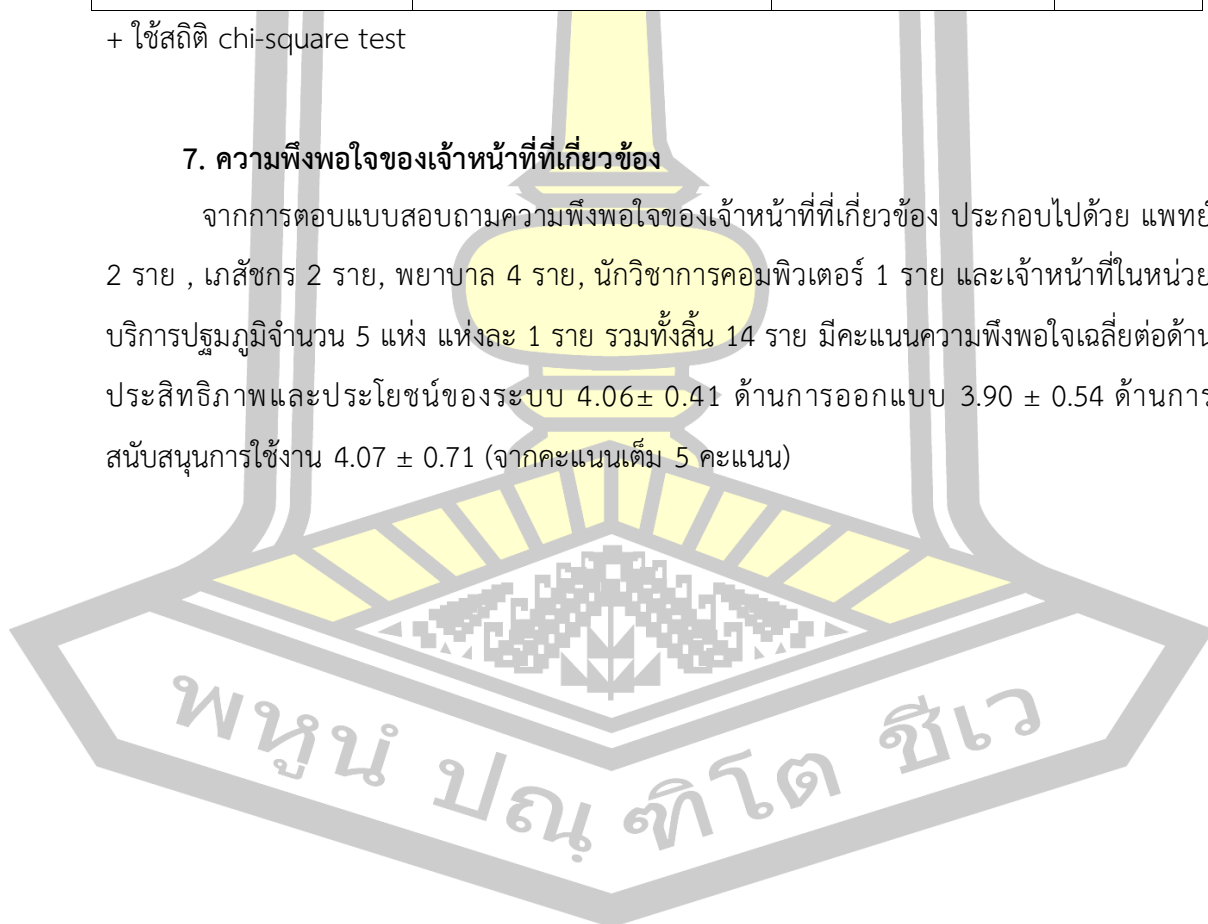 + ใช้สถิติ chi-square test
7. ความพึงพอใจของเจ้าหน้าที่ที่เกี่ยวข้อง
จากการตอบแบบสอบถามความพึงพอใจของเจ้าหน้าที่ที่เกี่ยวข้อง ประกอบไปด้วย แพทย์
2 ราย , เภสัชกร 2 ราย, พยาบาล 4 ราย, นักวิชาการคอมพิวเตอร์ 1 ราย และเจ้าหน้าที่ในหน่วย
บริการปฐมภูมิจำนวน 5 แห่ง แห่งละ 1 ราย รวมทั้งสิ้น 14 ราย มีคะแนนความพึงพอใจเฉลี่ยต่อด้าน
ประสิทธิภาพและประโยชน์ของระบบ 4.06± 0.41 ด้านการออกแบบ 3.90 ± 0.54 ด้านการ
สนับสนุนการใช้งาน 4.07 ± 0.71 (จากคะแนนเต็ม 5 คะแนน)
พหูนํ ปณฺฑิโต ชีเว